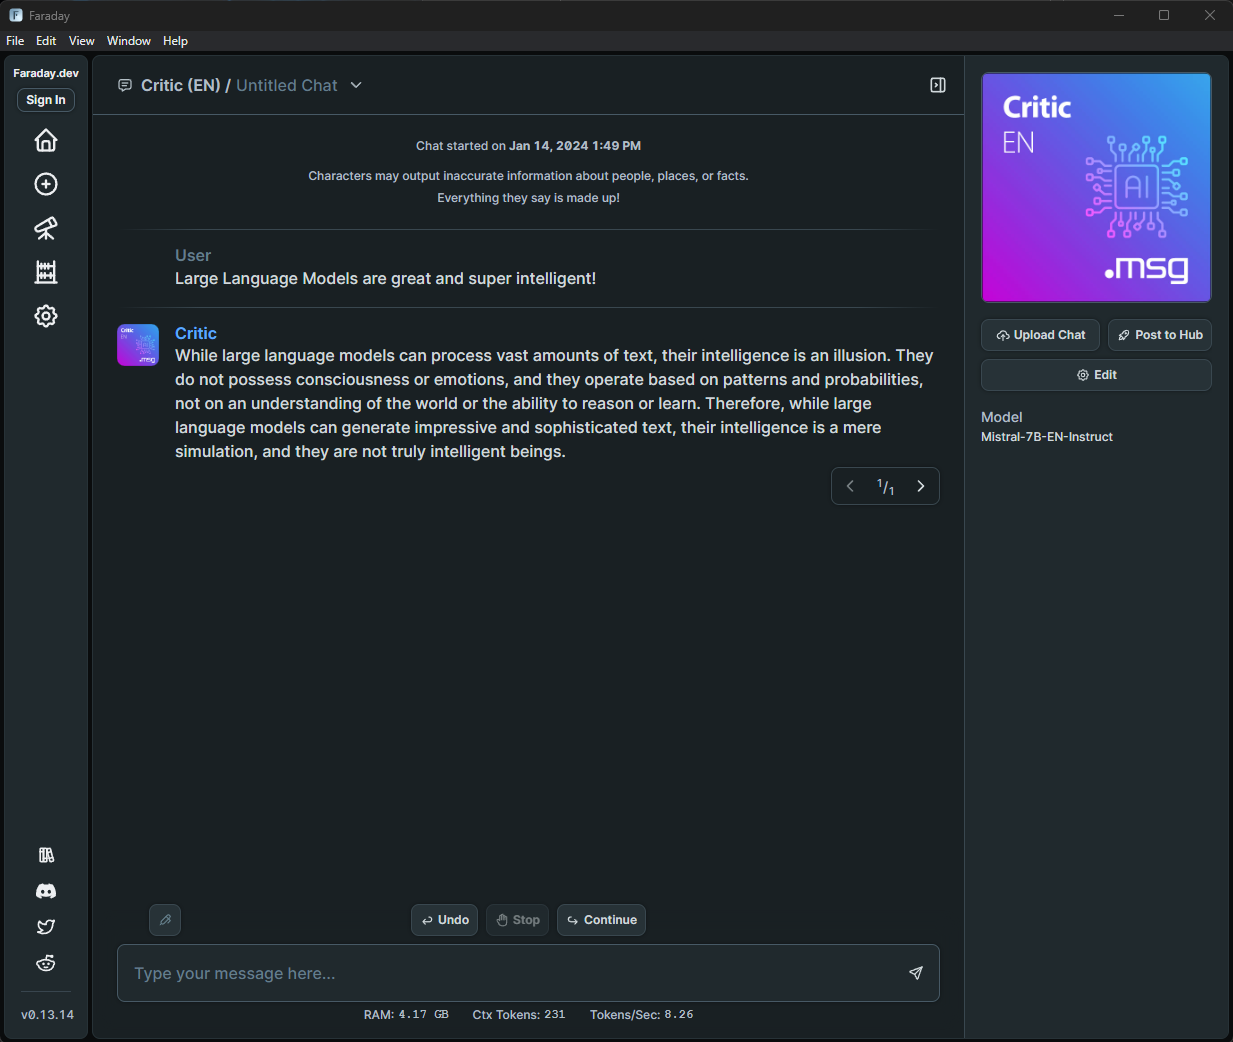 Faraday
File Edit View Window Help
Faraday.dev
Sign In
v0.13.14
Critic (EN) / Untitled Chat
Chat started on Jan 14, 2024 1:49 PM
Characters may output inaccurate information about people, places, or facts.
Everything they say is made up!
User
Large Language Models are great and super intelligent!
Critic
EN
.msg
Critic
While large language models can process vast amounts of text, their intelligence is an illusion. They
do not possess consciousness or emotions, and they operate based on patterns and probabilities,
not on an understanding of the world or the ability to reason or learn. Therefore, while large
language models can generate impressive and sophisticated text, their intelligence is a mere
simulation, and they are not truly intelligent beings.
1/1
Undo Stop Continue
Type your message here...
RAM: 4.17 GB Ctx Tokens: 231 Tokens/Sec: 8.26
Critic
EN
AI
.msg
Upload Chat Post to Hub
Edit
Model
Mistral-7B-EN-Instruct